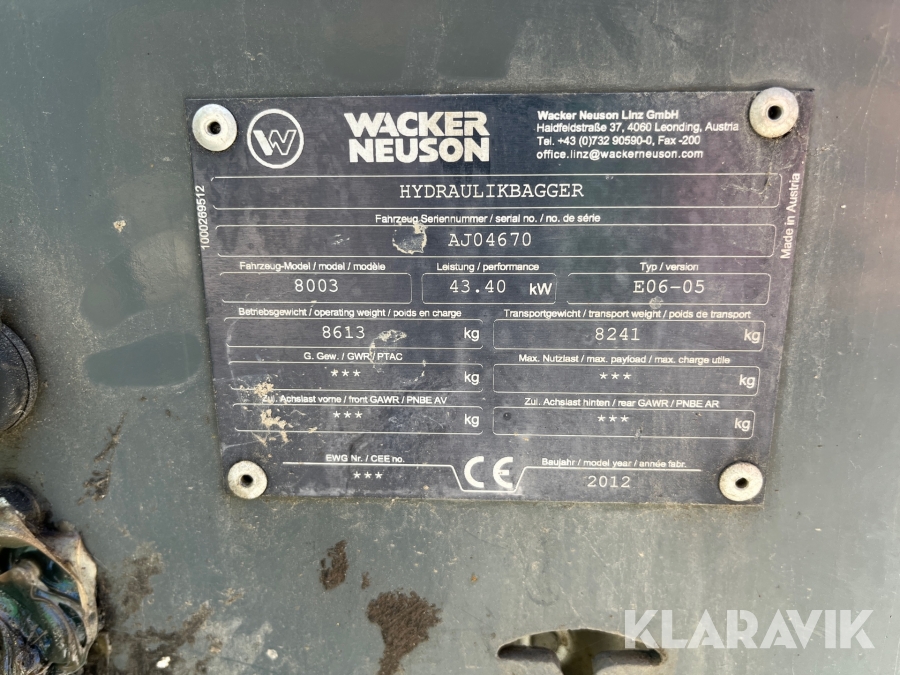 W
WACKER
NEUSON
Wacker Neuson Linz GmbH
Haidfeldstraße 37, 4060 Leonding, Austria
Tel. +43 (0)732 90590-0, Fax -200
office.linz@wackerneuson.com
HYDRAULIKBAGGER
Fahrzeug Seriennummer / serial no. / no. de série
AJ04670
Fahrzeug-Model / model / modèle
8003
Leistung / performance
43.40 kW
Typ / version
E06-05
Betriebsgewicht / operating weight / poids en charge
8613 kg
Transportgewicht / transport weight / poids de transport
8241 kg
G. Gew. / GWR / PTAC
*** kg
Max. Nutzlast / max. payload / max. charge utile
*** kg
Zul. Achslast vorne / front GAWR / PNBE AV
*** kg
Zul. Achslast hinten / rear GAWR / PNBE AR
*** kg
EWG Nr. / CEE no.
***
CE
Baujahr / model year / année fabr.
2012
1000269512
Made in Austria
KLARAVIK